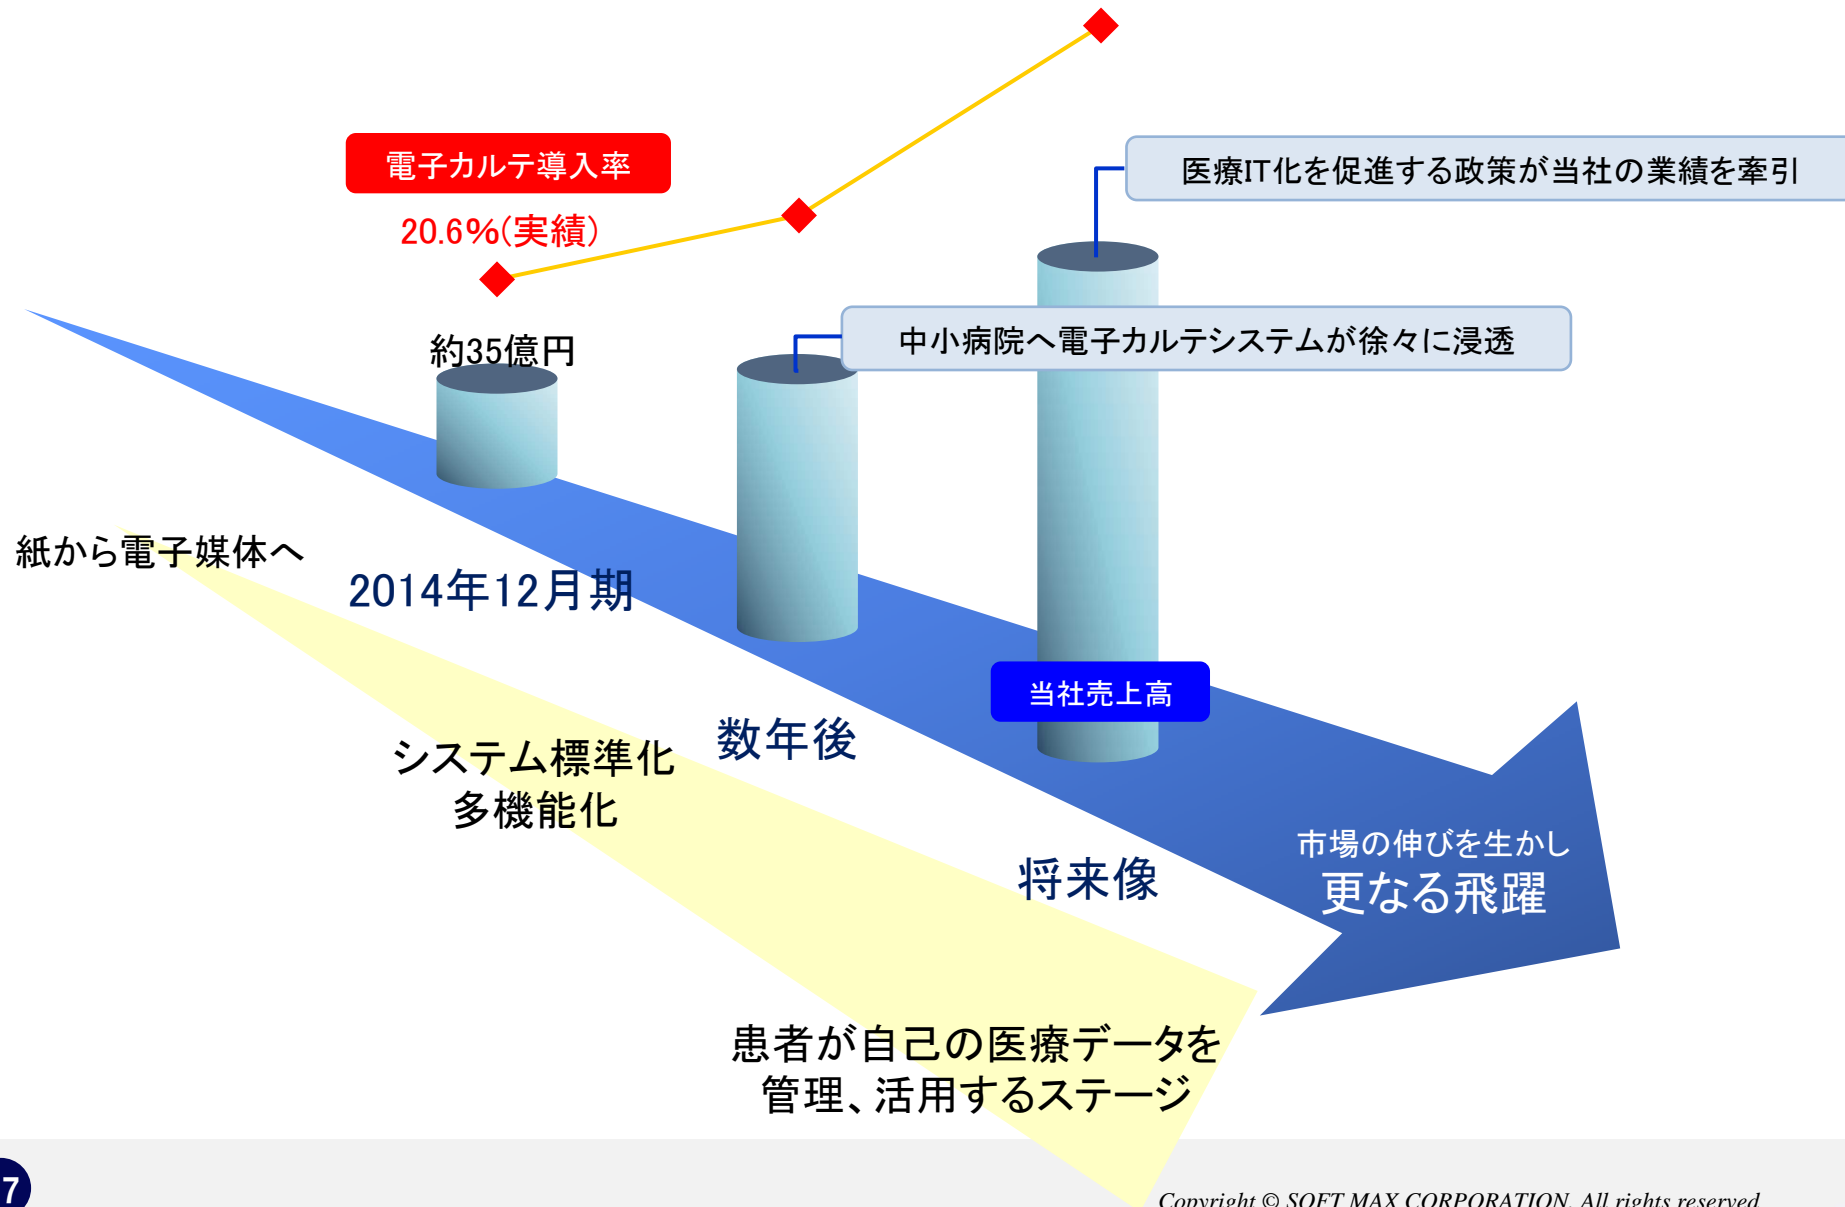 電子カルテ導入率
20.6%(実績)
医療IT化を促進する政策が当社の業績を牽引
約35億円
中小病院へ電子カルテシステムが徐々に浸透
紙から電子媒体へ
2014年12月期
当社売上高
数年後
システム標準化
多機能化
将来像
市場の伸びを生かし
更なる飛躍
患者が自己の医療データを
管理、活用するステージ
7
Copyright © SOFT MAX CORPORATION. All rights reserved